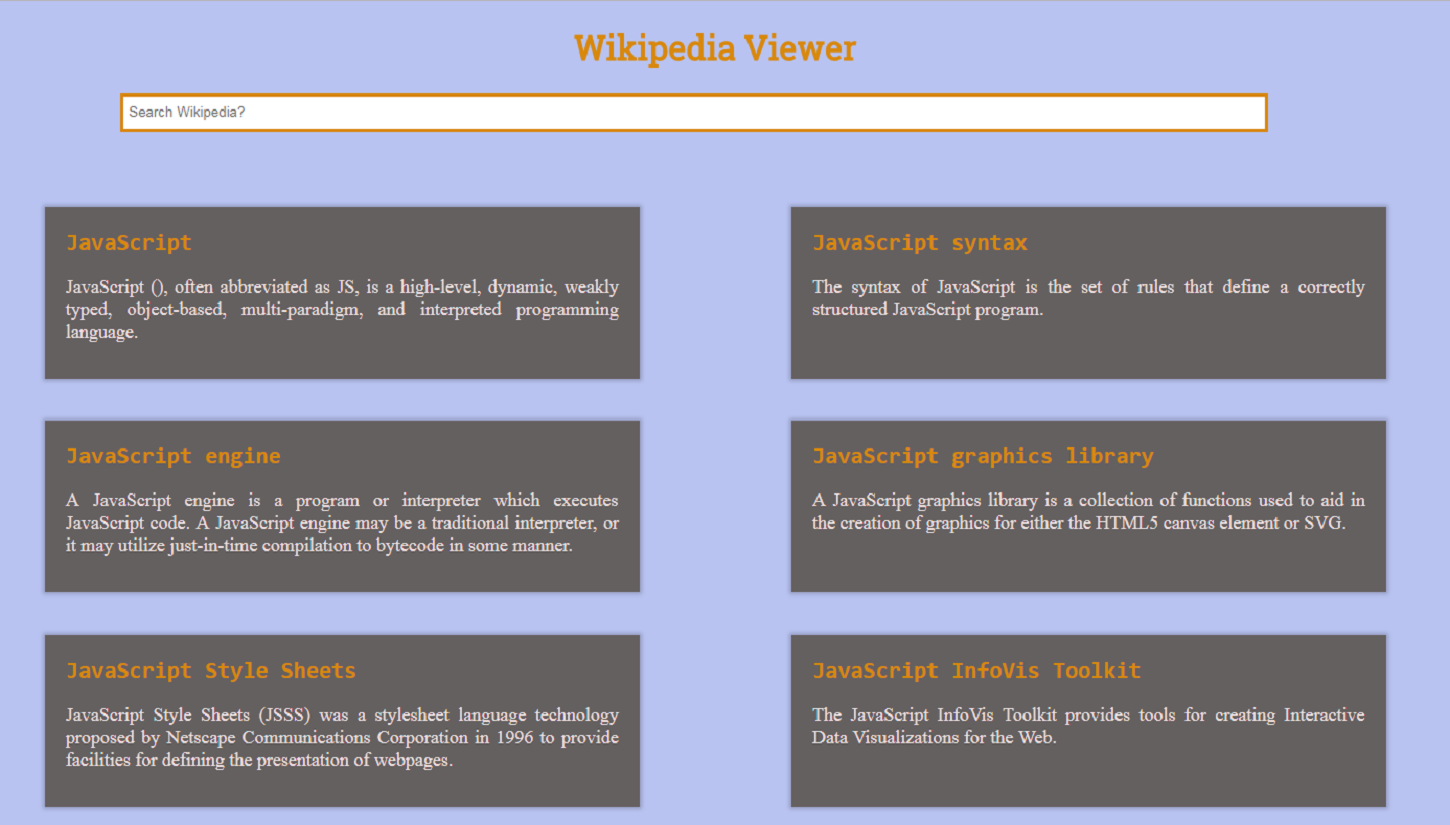 Wikipedia Viewer
Search Wikipedia?
JavaScript
JavaScript (), often abbreviated as JS, is a high-level, dynamic, weakly
typed, object-based, multi-paradigm, and interpreted programming
language.
JavaScript syntax
The syntax of JavaScript is the set of rules that define a correctly
structured JavaScript program.
JavaScript engine
A JavaScript engine is a program or interpreter which executes
JavaScript code. A JavaScript engine may be a traditional interpreter, or
it may utilize just-in-time compilation to bytecode in some manner.
JavaScript graphics library
A JavaScript graphics library is a collection of functions used to aid in
the creation of graphics for either the HTML5 canvas element or SVG.
JavaScript Style Sheets
JavaScript Style Sheets (JSSS) was a stylesheet language technology
proposed by Netscape Communications Corporation in 1996 to provide
facilities for defining the presentation of webpages.
JavaScript InfoVis Toolkit
The JavaScript InfoVis Toolkit provides tools for creating Interactive
Data Visualizations for the Web.